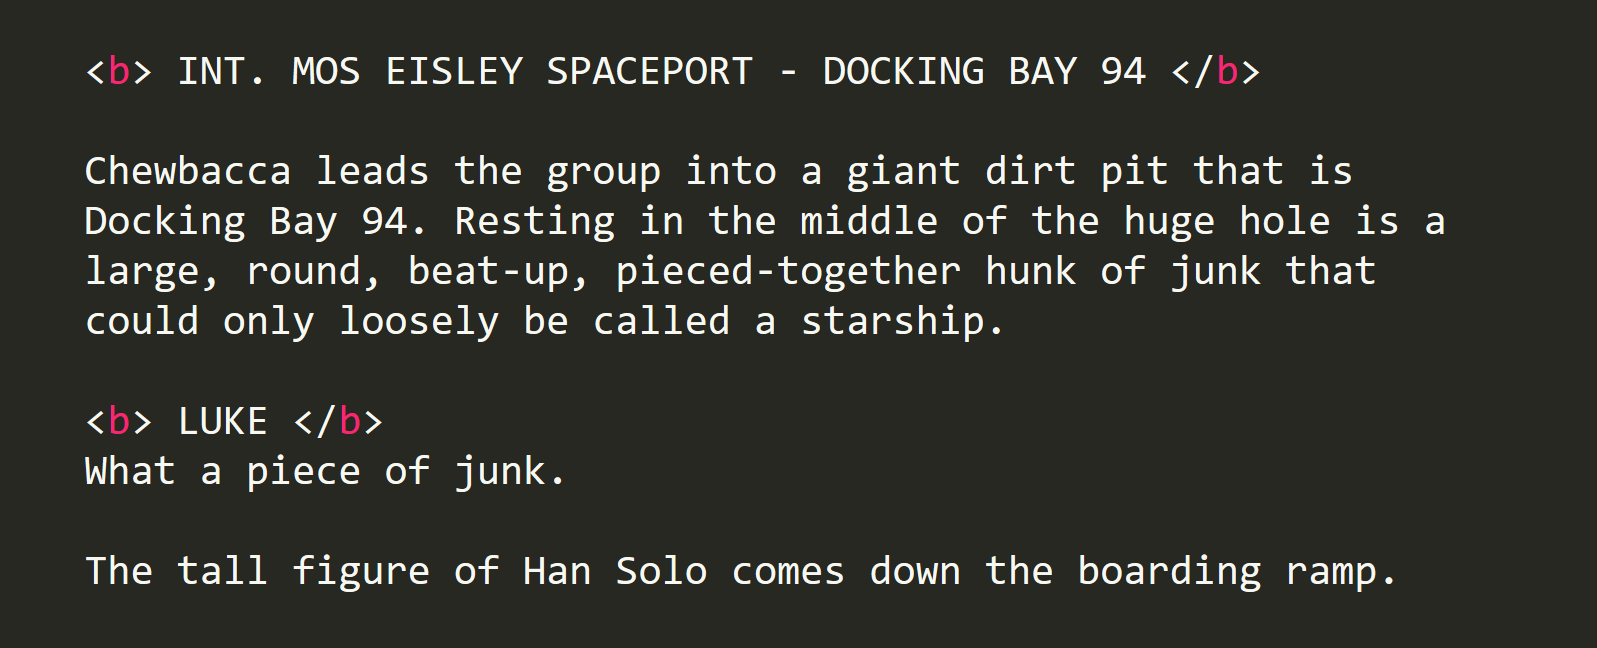 <b> INT. MOS EISLEY SPACEPORT - DOCKING BAY 94 </b>
Chewbacca leads the group into a giant dirt pit that is
Docking Bay 94. Resting in the middle of the huge hole is a
large, round, beat-up, pieced-together hunk of junk that
could only loosely be called a starship.
<b> LUKE </b>
What a piece of junk.
The tall figure of Han Solo comes down the boarding ramp.